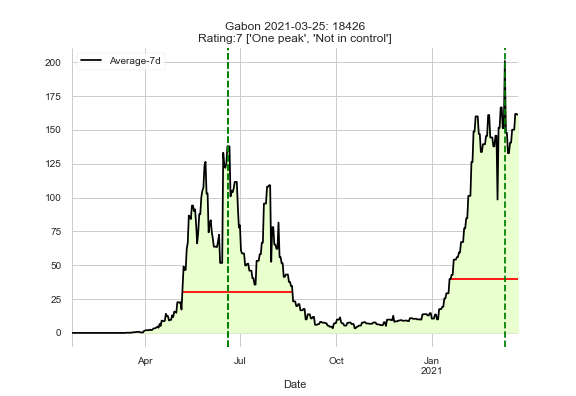 Gabon 2021-03-25: 18426
Rating:7 ['One peak', 'Not in control']
Average-7d
200
175
150
125
100
75
50
25
0
Apr
Jul
Oct
Jan
2021
Date